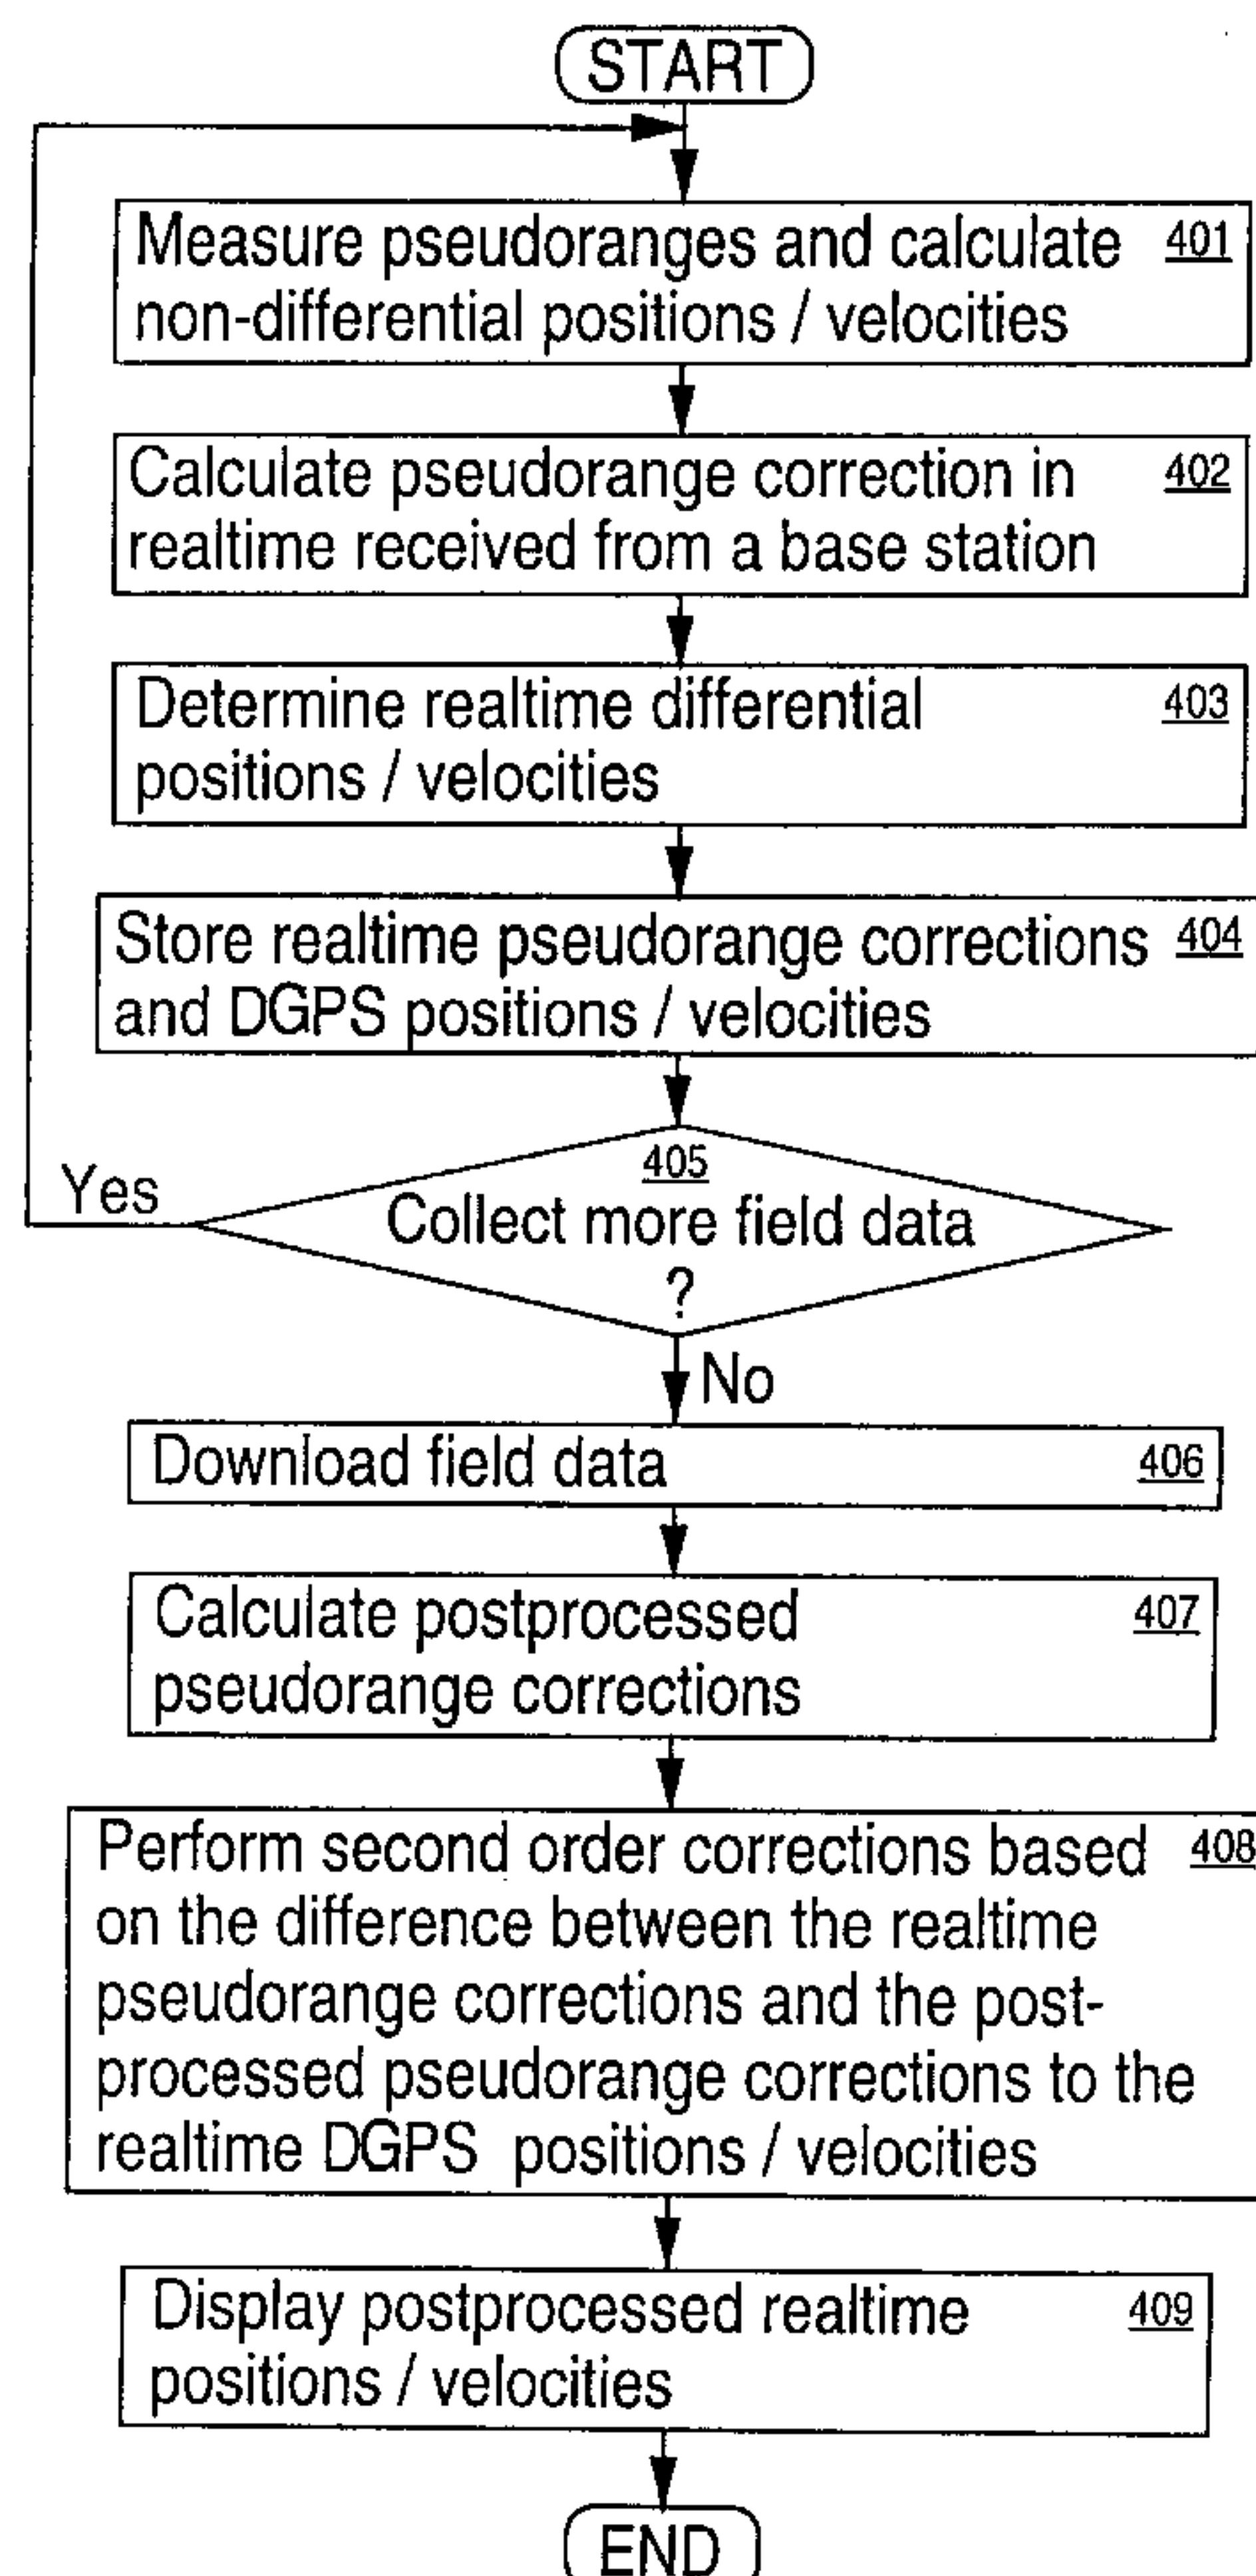 START
Measure pseudoranges and calculate 401
non-differential positions / velocities
Calculate pseudorange correction in 402
realtime received from a base station
Determine realtime differential 403
positions / velocities
Store realtime pseudorange corrections 404
and DGPS positions / velocities
405
Yes
Collect more field data
?
No
Download field data 406
Calculate postprocessed 407
pseudorange corrections
Perform second order corrections based 408
on the difference between the realtime
pseudorange corrections and the post-
processed pseudorange corrections to the
realtime DGPS positions / velocities
Display postprocessed realtime 409
positions / velocities
END